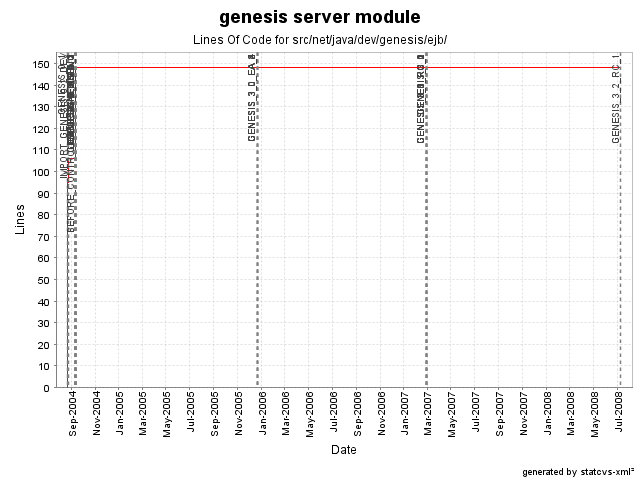 genesis server module
Lines Of Code for src/net/java/dev/genesis/ejb/
Lines
150
140
130
120
110
100
90
80
70
60
50
40
30
20
10
0
GENESIS_3_2_RC_1
Sep-2004
Nov-2004
Jan-2005
Mar-2005
May-2005
Jul-2005
Sep-2005
Nov-2005
Jan-2006
Mar-2006
May-2006
Jul-2006
Sep-2006
Nov-2006
Jan-2007
Mar-2007
May-2007
Jul-2007
Sep-2007
Nov-2007
Jan-2008
Mar-2008
May-2008
Jul-2008
Date
generated by statcvs-xml²